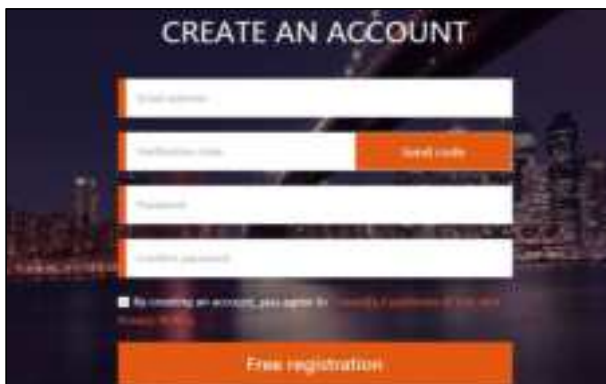 CREATE AN ACCOUNT
Email address
Verification code
Send code
Password
Confirm password
By creating an account, you agree to
Free registration